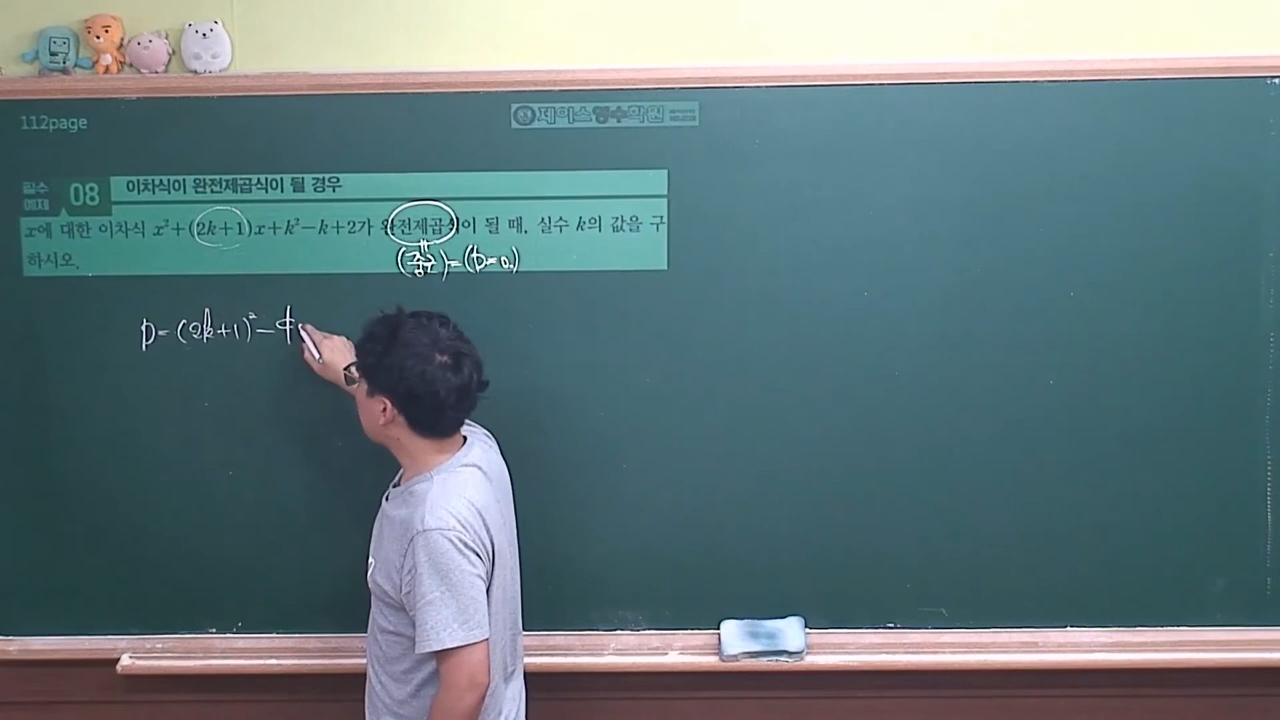 112page
제이스영수학원
필수 예제 08 이차식이 완전제곱식이 될 경우
x에 대한 이차식 x²+(2k+1)x+k²-k+2가 완전제곱식이 될 때, 실수 k의 값을 구
하시오.
(중근)=(D=0.)
D=(2k+1)²-4